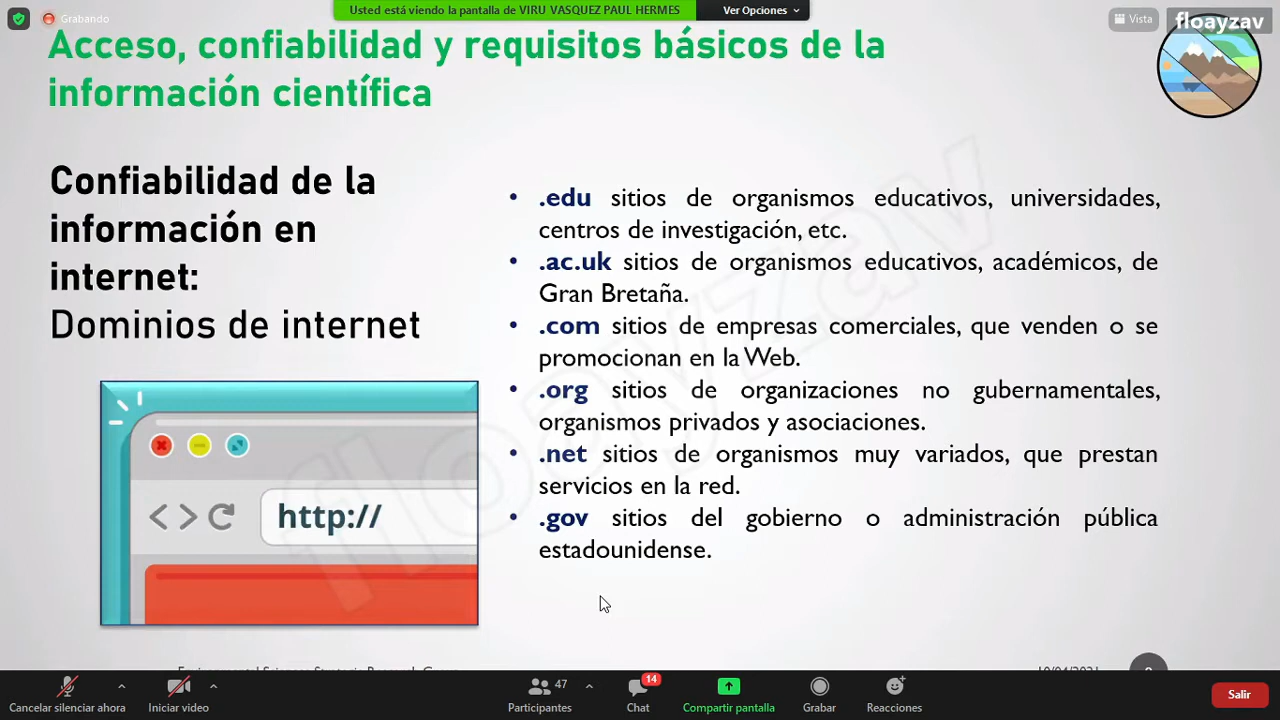 Grabando
Usted está viendo la pantalla de VIRU VASQUEZ PAUL HERMES
Ver Opciones
Vista
floayzav
Acceso, confiabilidad y requisitos básicos de la
información científica
Confiabilidad de la
información en
internet:
Dominios de internet
http://
• .edu sitios de organismos educativos, universidades,
centros de investigación, etc.
• .ac.uk sitios de organismos educativos, académicos, de
Gran Bretaña.
• .com sitios de empresas comerciales, que venden o se
promocionan en la Web.
• .org sitios de organizaciones no gubernamentales,
organismos privados y asociaciones.
• .net sitios de organismos muy variados, que prestan
servicios en la red.
• .gov sitios del gobierno o administración pública
estadounidense.
floayzav
Cancelar silenciar ahora
Iniciar video
47
Participantes
14
Chat
Compartir pantalla
Grabar
Reacciones
Salir